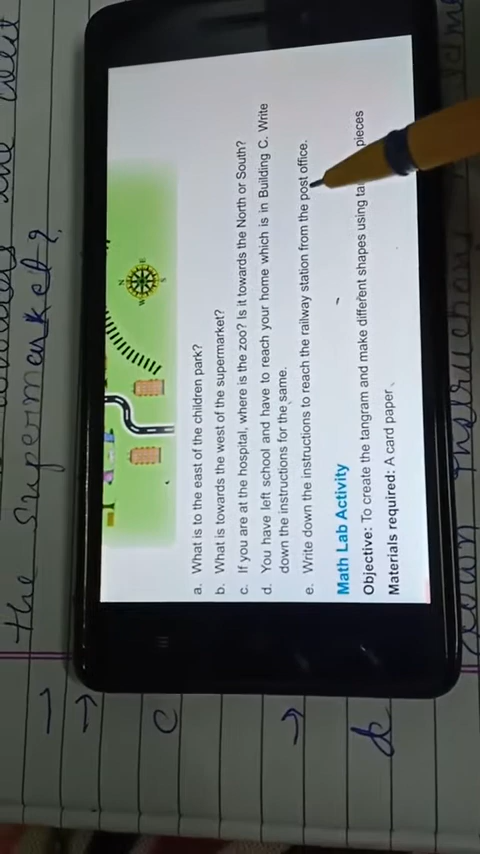 N
E
W
S
a. What is to the east of the children park?
b. What is towards the west of the supermarket?
c. If you are at the hospital, where is the zoo? Is it towards the North or South?
d. You have left school and have to reach your home which is in Building C. Write
down the instructions for the same.
e. Write down the instructions to reach the railway station from the post office.
Math Lab Activity
Objective: To create the tangram and make different shapes using pieces
Materials required: A card paper
the supermarket?
c
down